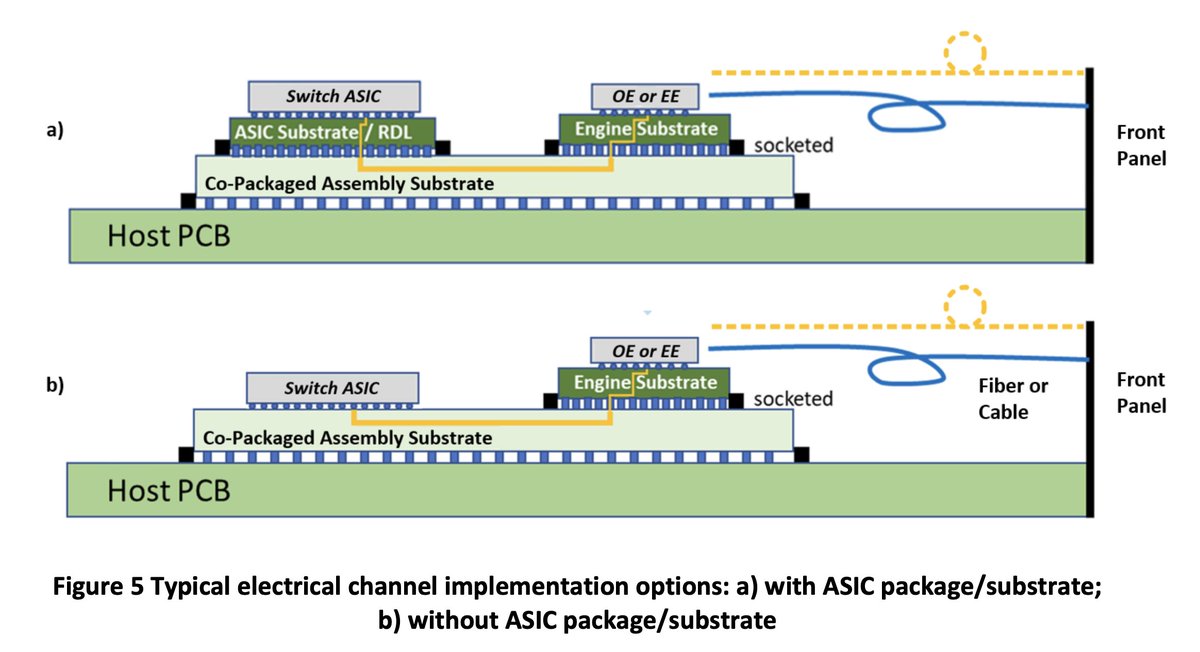 a)
Switch ASIC
OE or EE
ASIC Substrate / RDL
Engine Substrate
socketed
Front
Panel
Co-Packaged Assembly Substrate
Host PCB
b)
OE or EE
Switch ASIC
Engine Substrate
socketed
Fiber or
Cable
Front
Panel
Co-Packaged Assembly Substrate
Host PCB
Figure 5 Typical electrical channel implementation options: a) with ASIC package/substrate;
b) without ASIC package/substrate